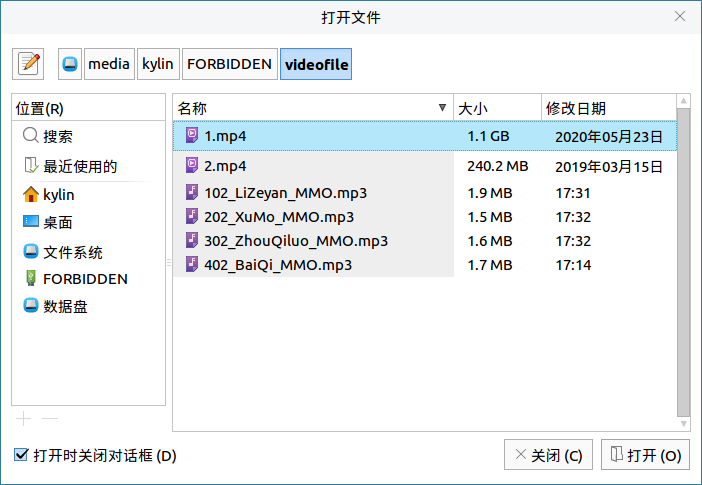 打开文件
media kylin FORBIDDEN videofile
位置(R)
搜索
最近使用的
kylin
桌面
文件系统
FORBIDDEN
数据盘
名称 大小 修改日期
1.mp4 1.1 GB 2020年05月23日
2.mp4 240.2 MB 2019年03月15日
102_LiZeyan_MMO.mp3 1.9 MB 17:31
202_XuMo_MMO.mp3 1.5 MB 17:32
302_ZhouQiluo_MMO.mp3 1.6 MB 17:32
402_BaiQi_MMO.mp3 1.7 MB 17:14
打开时关闭对话框 (D)
关闭 (C) 打开 (O)